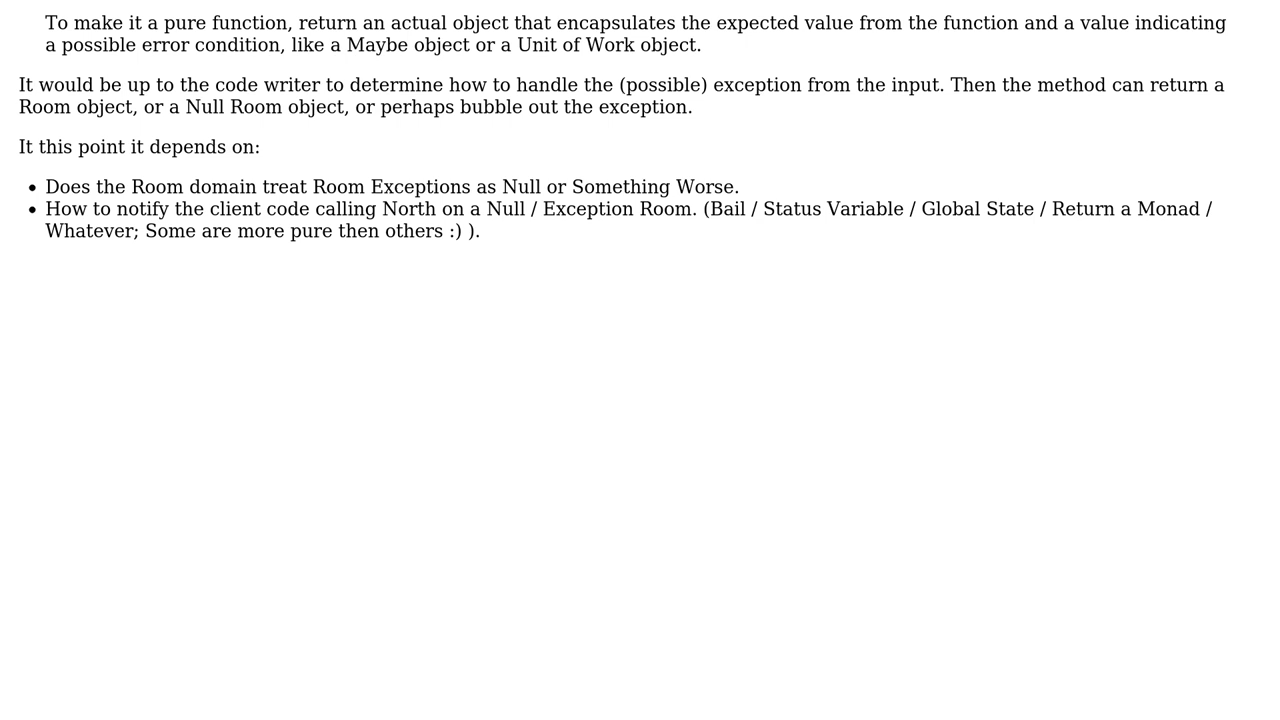 To make it a pure function, return an actual object that encapsulates the expected value from the function and a value indicating
a possible error condition, like a Maybe object or a Unit of Work object.
It would be up to the code writer to determine how to handle the (possible) exception from the input. Then the method can return a
Room object, or a Null Room object, or perhaps bubble out the exception.
It this point it depends on:
• Does the Room domain treat Room Exceptions as Null or Something Worse.
• How to notify the client code calling North on a Null / Exception Room. (Bail / Status Variable / Global State / Return a Monad /
Whatever; Some are more pure then others :) ).